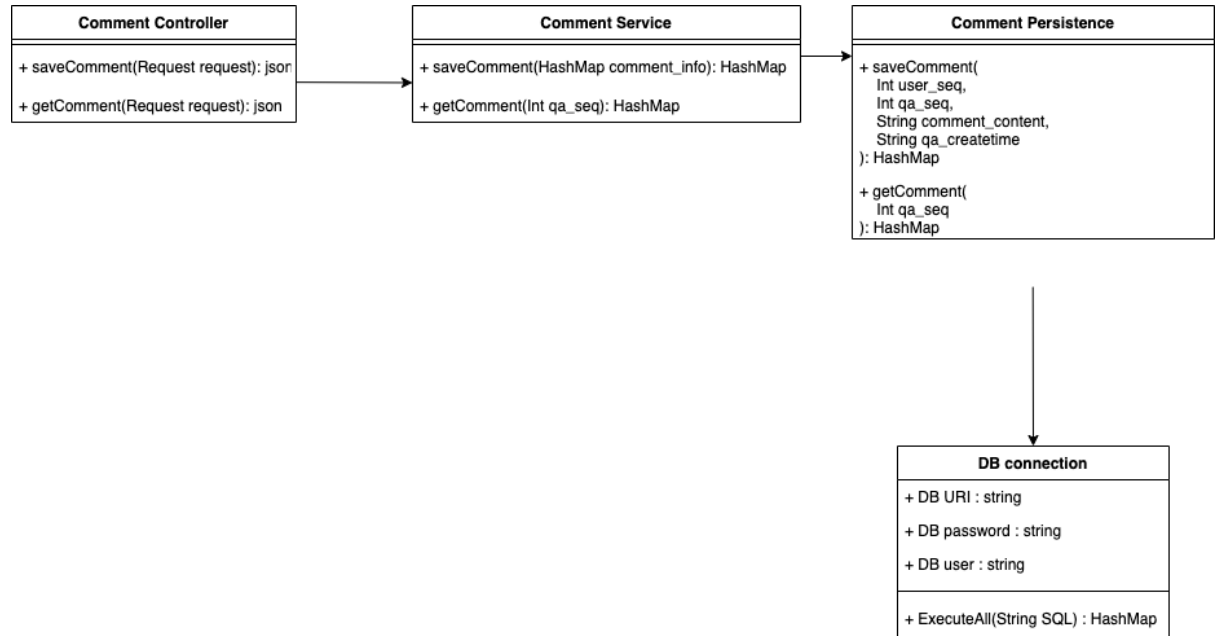 Comment Controller
+ saveComment(Request request): json
+ getComment(Request request): json
Comment Service
+ saveComment(HashMap comment_info): HashMap
+ getComment(Int qa_seq): HashMap
Comment Persistence
+ saveComment(
Int user_seq,
Int qa_seq,
String comment_content,
String qa_createtime
): HashMap
+ getComment(
Int qa_seq
): HashMap
DB connection
+ DB URI : string
+ DB password : string
+ DB user : string
+ ExecuteAll(String SQL) : HashMap